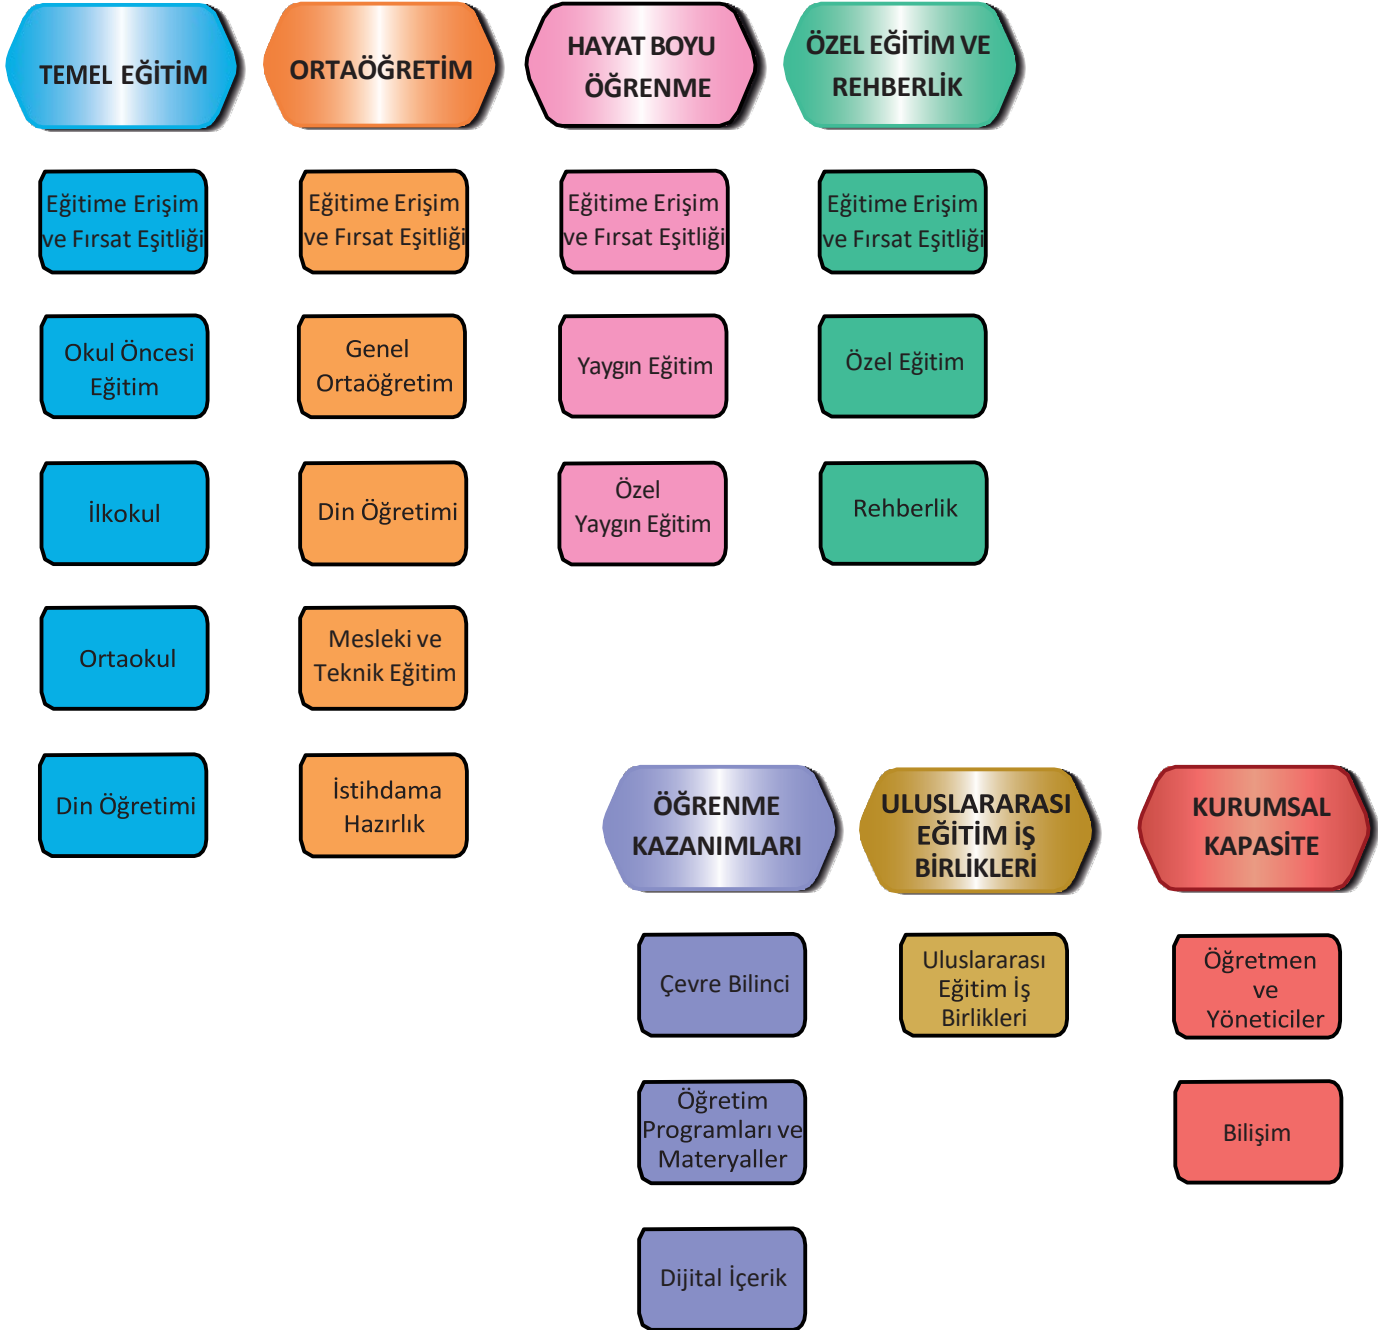 TEMEL EĞİTİM
Eğitime Erişim
ve Fırsat Eşitliği
Okul Öncesi
Eğitim
İlkokul
Ortaokul
Din Öğretimi
ORTAÖĞRETİM
Eğitime Erişim
ve Fırsat Eşitliği
Genel
Ortaöğretim
Din Öğretimi
Mesleki ve
Teknik Eğitim
İstihdama
Hazırlık
HAYAT BOYU
ÖĞRENME
Eğitime Erişim
ve Fırsat Eşitliği
Yaygın Eğitim
Özel
Yaygın Eğitim
ÖZEL EĞİTİM VE
REHBERLİK
Eğitime Erişim
ve Fırsat Eşitliği
Özel Eğitim
Rehberlik
ÖĞRENME
KAZANIMLARI
Çevre Bilinci
Öğretim
Programları ve
Materyaller
Dijital İçerik
ULUSLARARASI
EĞİTİM İŞ
BİRLİKLERİ
Uluslararası
Eğitim İş
Birlikleri
KURUMSAL
KAPASİTE
Öğretmen
ve
Yöneticiler
Bilişim